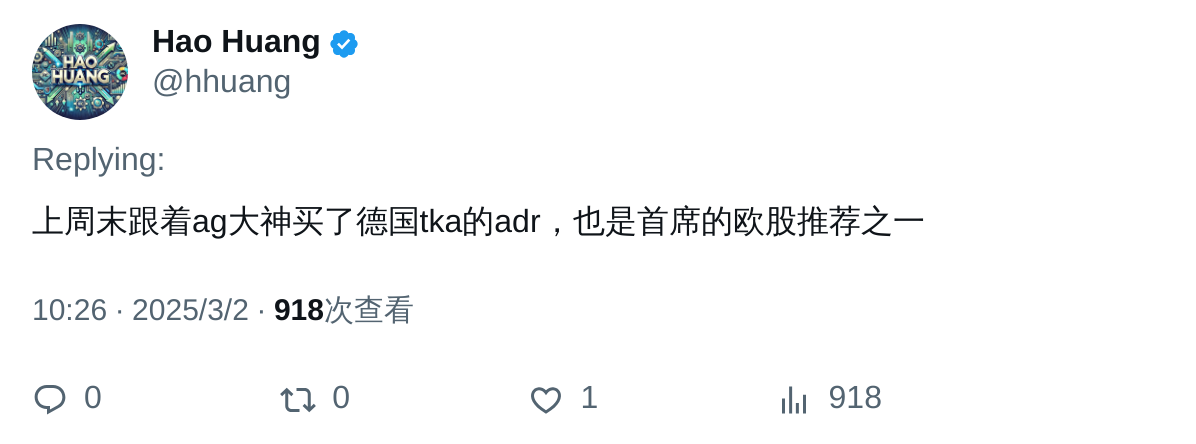 HAO
HUANG
Hao Huang
@hhuang
Replying:
上周末跟着ag大神买了德国tka的adr，也是首席的欧股推荐之一
10:26 · 2025/3/2 · 918次查看
0 0 1 918